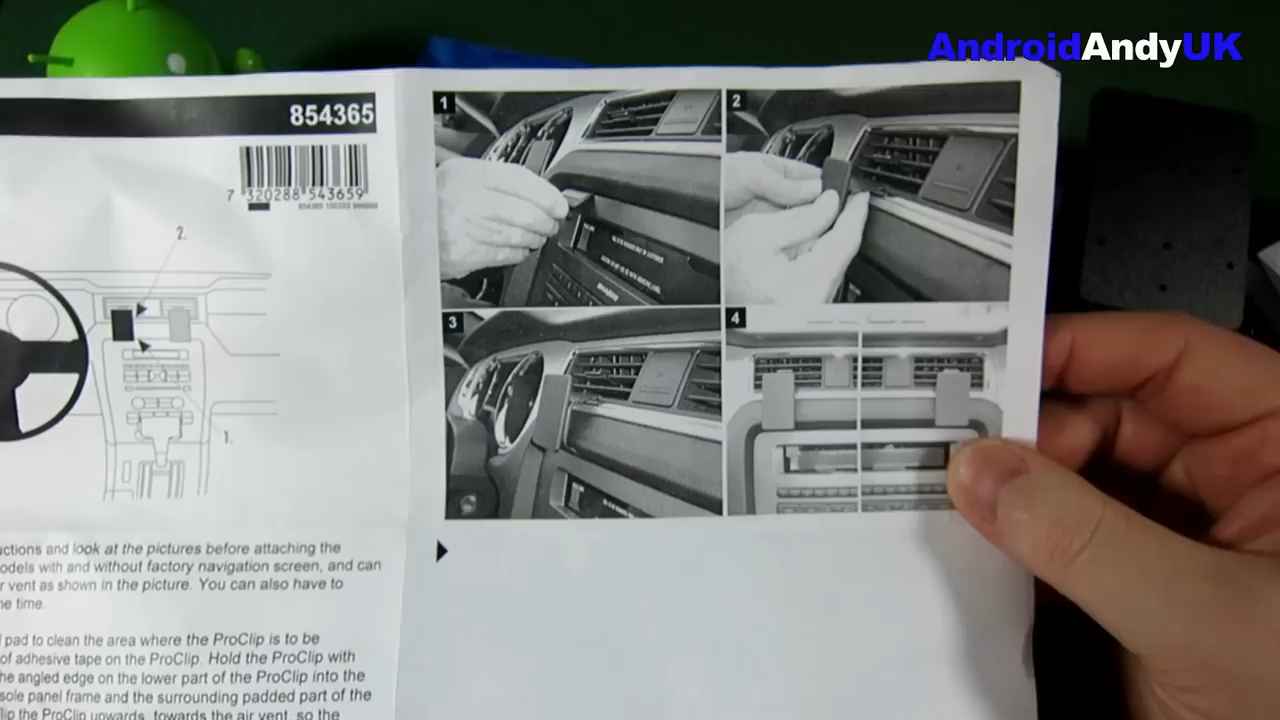 AndroidAndyUK
854365
7 320288 543659
2.
1.
1
2
3
4
uctions and look at the pictures before attaching the
odels with and without factory navigation screen, and can
r vent as shown in the picture. You can also have to
ne time.
pad to clean the area where the ProClip is to be
of adhesive tape on the ProClip. Hold the ProClip with
he angled edge on the lower part of the ProClip into the
sole panel frame and the surrounding padded part of the
lip the ProClip upwards, towards the air vent, so the